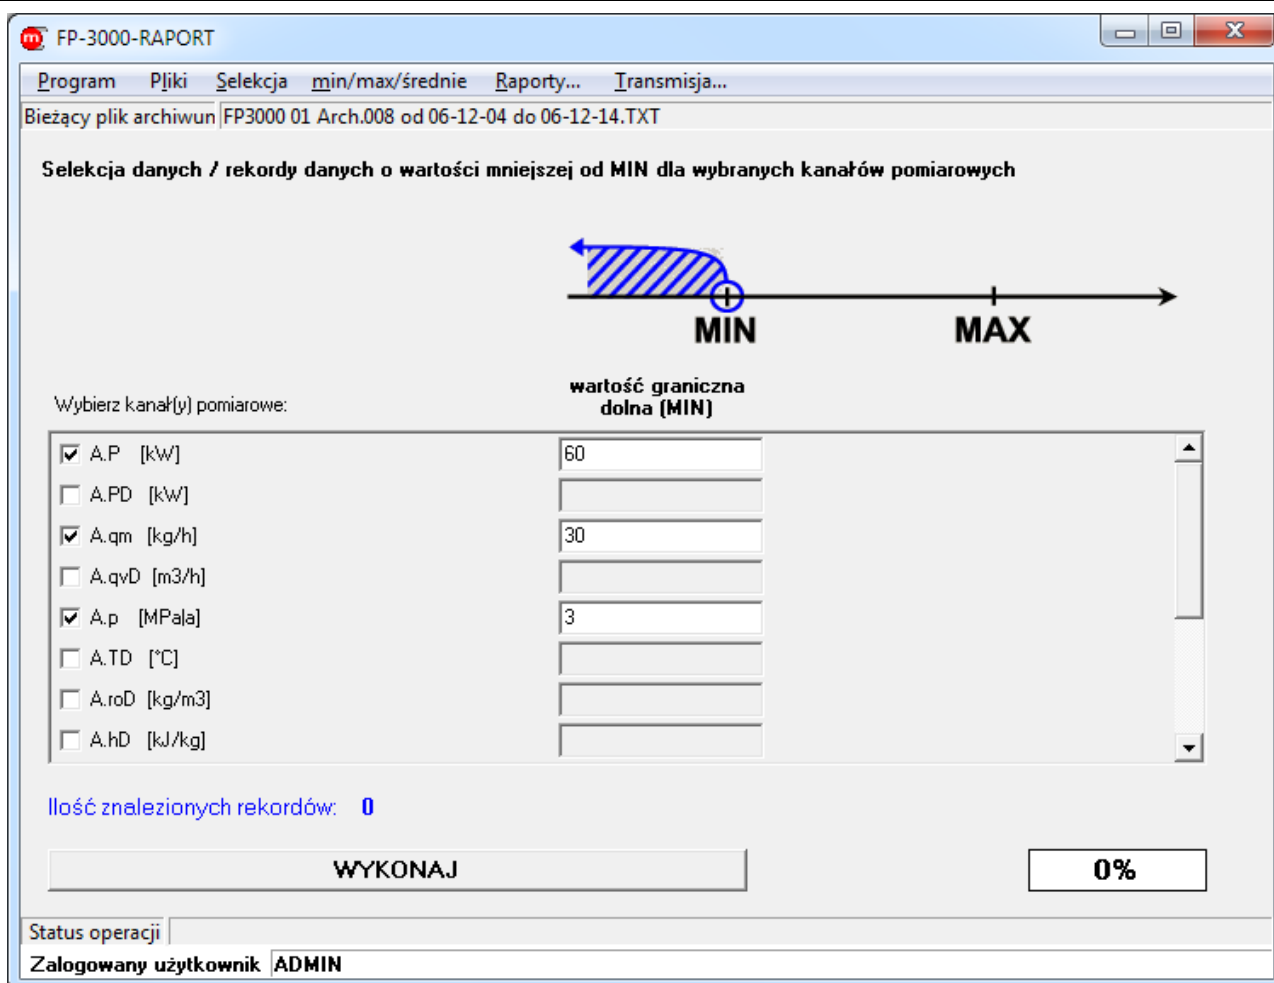 FP-3000-RAPORT
Program Pliki Selekcja min/max/średnie Raporty... Transmisja...
Bieżący plik archiwun FP3000 01 Arch.008 od 06-12-04 do 06-12-14.TXT
Selekcja danych / rekordy danych o wartości mniejszej od MIN dla wybranych kanałów pomiarowych
MIN MAX
wartość graniczna
Wybierz kanał(y) pomiarowe: dolna (MIN)
A.P [kW] 60
A.PD [kW]
A.qm [kg/h] 30
A.qvD [m3/h]
A.p [MPa|a] 3
A.TD [°C]
A.roD [kg/m3]
A.hD [kJ/kg]
Ilość znalezionych rekordów: 0
WYKONAJ 0%
Status operacji
Zalogowany użytkownik ADMIN